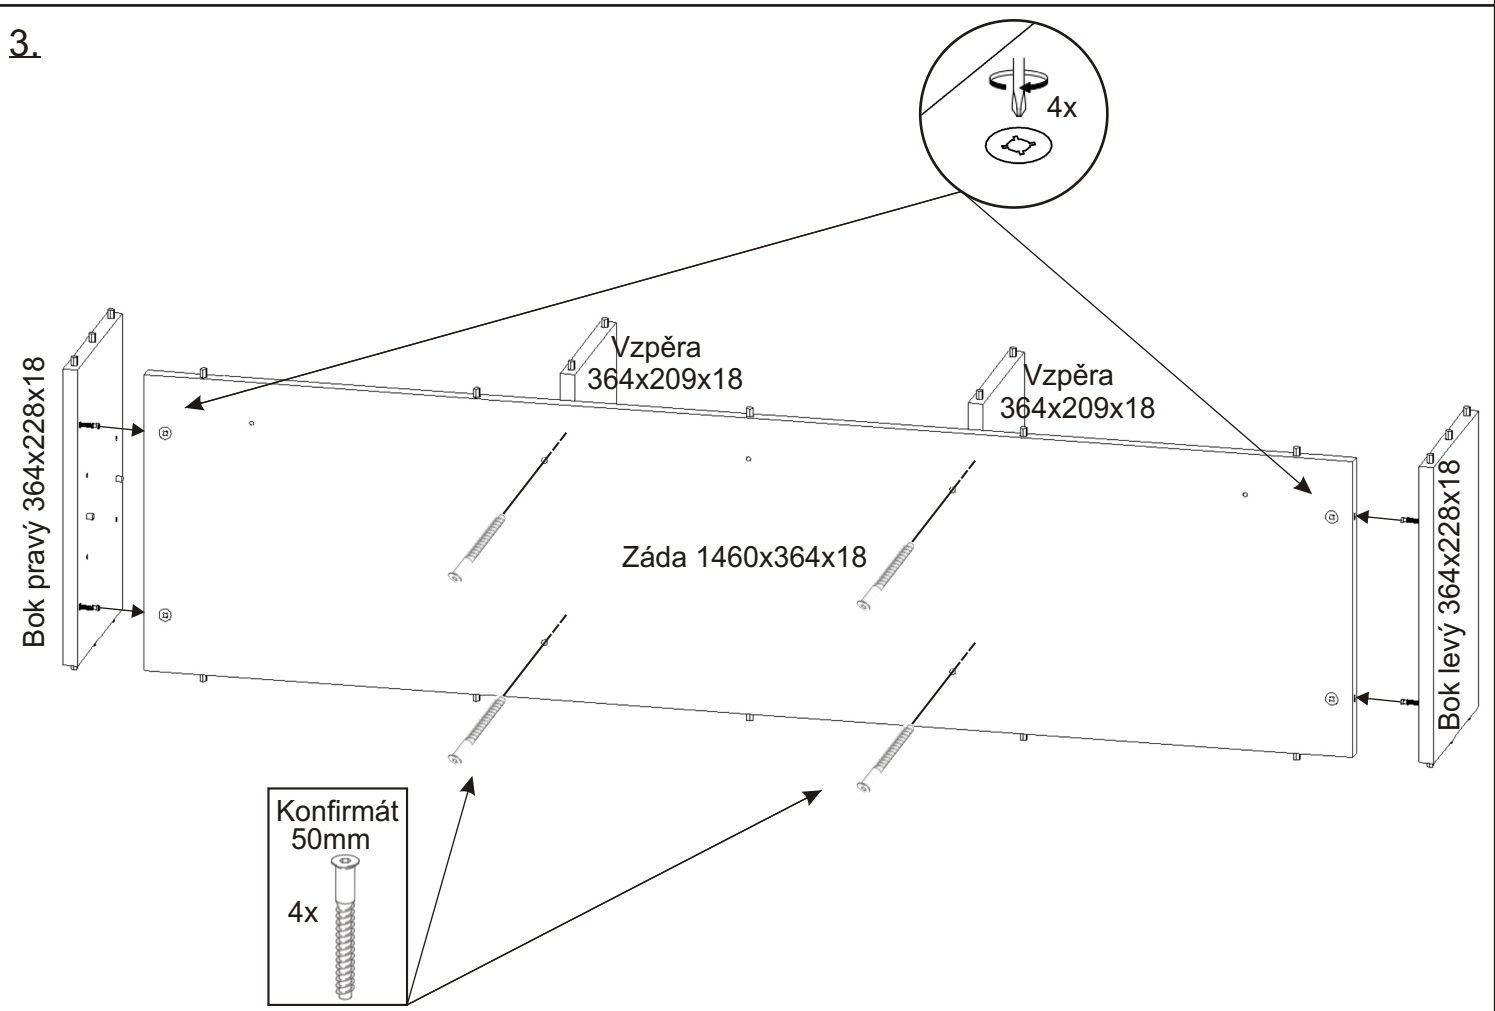 3.
4x
Vzpěra
364x209x18
Vzpěra
364x209x18
Bok pravý 364x228x18
Záda 1460x364x18
Bok levý 364x228x18
Konfirmát
50mm
4x